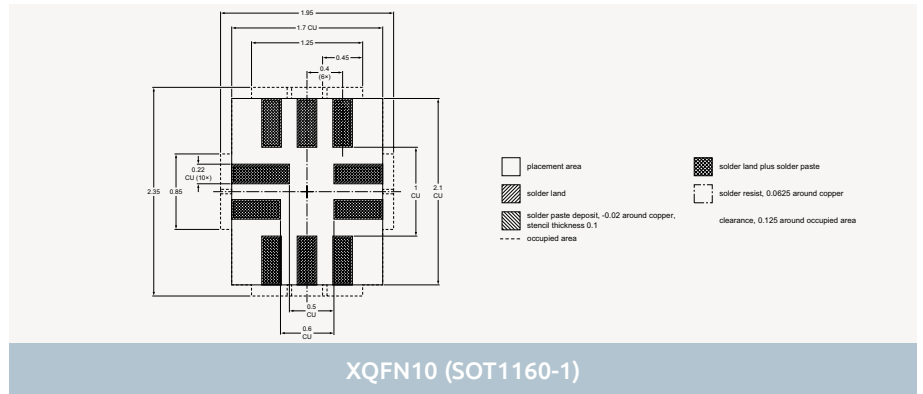 1.95
1.7 CU
1.25
0.45
0.4
(6×)
0.22
CU (10×)
0.85
2.35
1
CU
2.1
CU
0.5
CU
0.6
CU
placement area
solder land
solder paste deposit, -0.02 around copper,
stencil thickness 0.1
occupied area
solder land plus solder paste
solder resist, 0.0625 around copper
clearance, 0.125 around occupied area
XQFN10 (SOT1160-1)